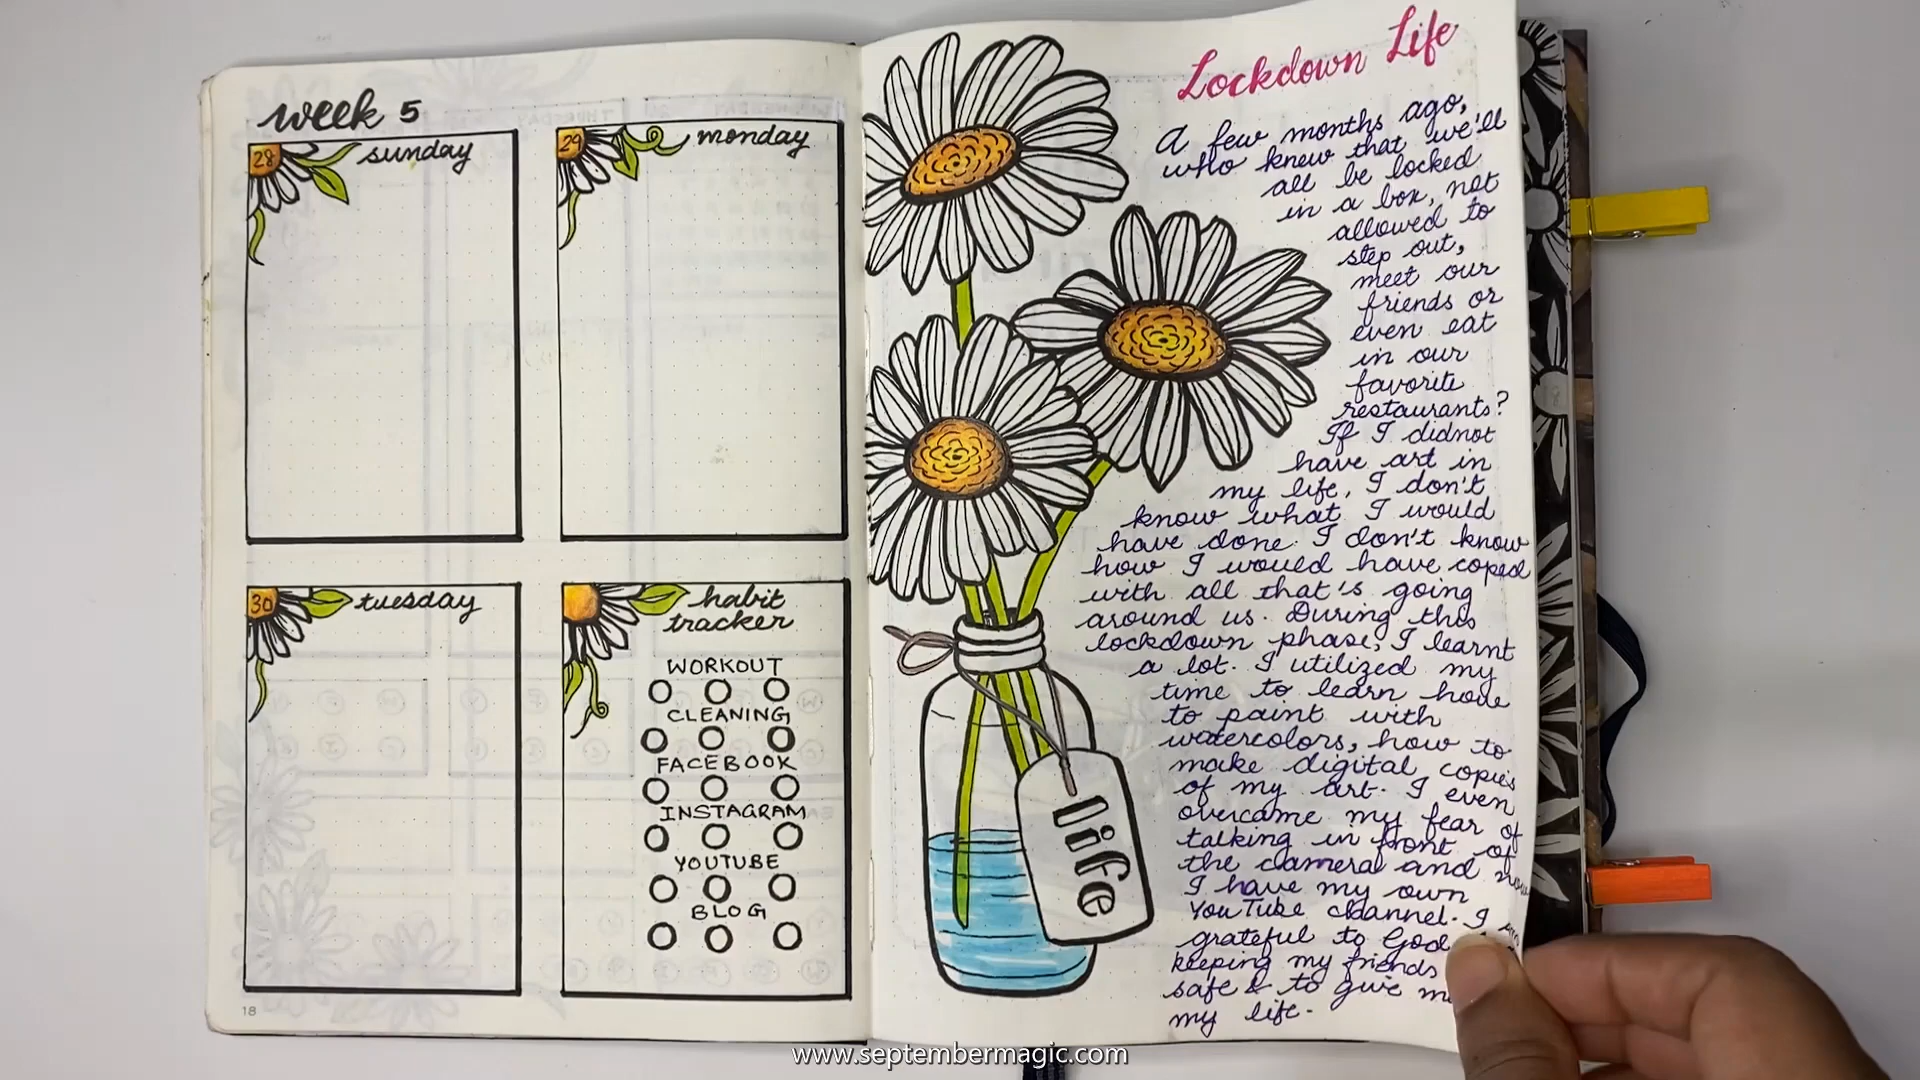 week 5
28 sunday
29 monday
30 tuesday
habit
tracker
WORKOUT
CLEANING
FACEBOOK
INSTAGRAM
YOUTUBE
BLOG
18
Lockdown Life
A few months ago,
who knew that we'll
all be locked
in a box, not
allowed to
step out,
meet our
friends or
even eat
in our
favorite
restaurants?
If I didnot
have art in
my life, I don't
know what I would
have done. I don't know
how I would have coped
with all that's going
around us. During this
lockdown phase, I learnt
a lot. I utilized my
time to learn how
to paint with
watercolors, how to
make digital copies
of my art. I even
overcame my fear of
talking in front of
the camera and now
I have my own
YouTube channel. I am
grateful to God
keeping my friends
safe & to give me
my life.
life
www.septembermagic.com